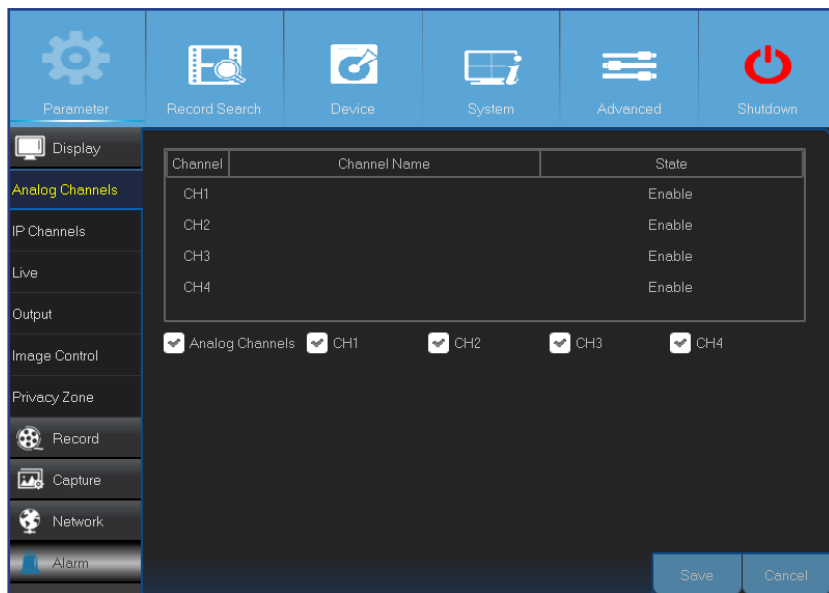 Parameter Record Search Device System Advanced Shutdown
Display
Analog Channels
IP Channels
Live
Output
Image Control
Privacy Zone
Record
Capture
Network
Alarm
Channel Channel Name State
CH1 Enable
CH2 Enable
CH3 Enable
CH4 Enable
Analog Channels CH1 CH2 CH3 CH4
Save Cancel